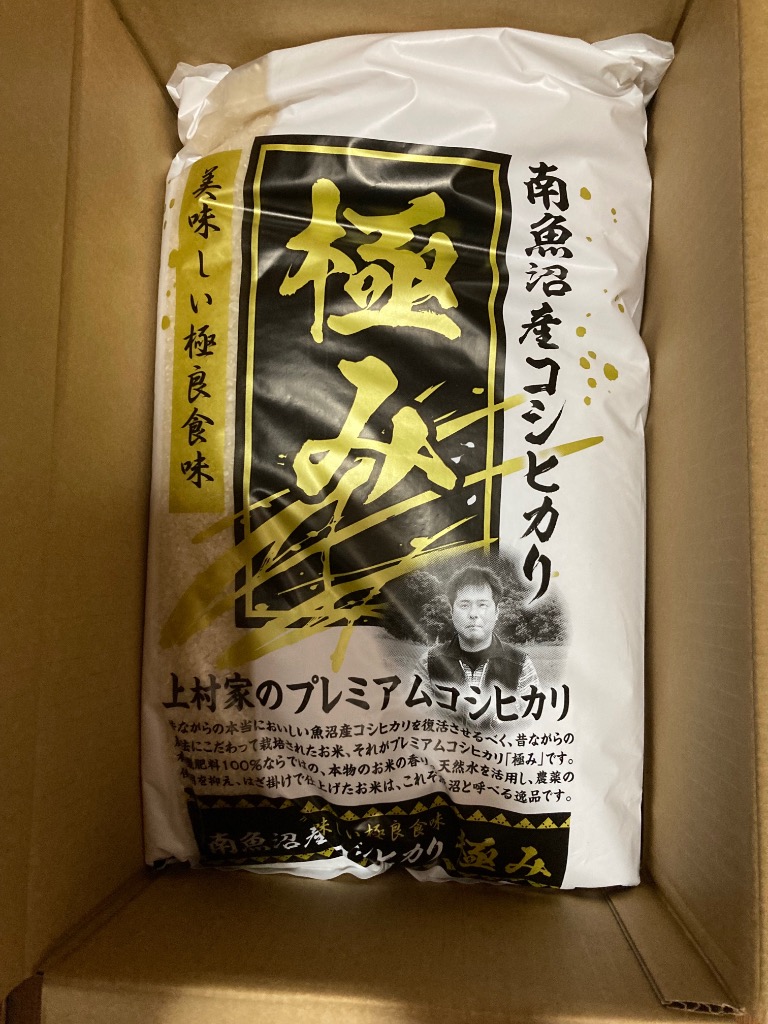 南魚沼産コシヒカリ
極み
美味しい極良食味
上村家のプレミアムコシヒカリ
ながらの本当においしい魚沼産コシヒカリを復活させるべく、昔ながらの
にこだわって栽培されたお米、それがプレミアムコシヒカリ「極み」です。
肥料100%ならではの、本物のお米の香り、天然水を活用し、農薬の
を抑え、はざ掛けで仕上げたお米は、これぞ 沼と呼べる逸品です。
南魚沼産 味しい極良食味
コシヒカリ 極み